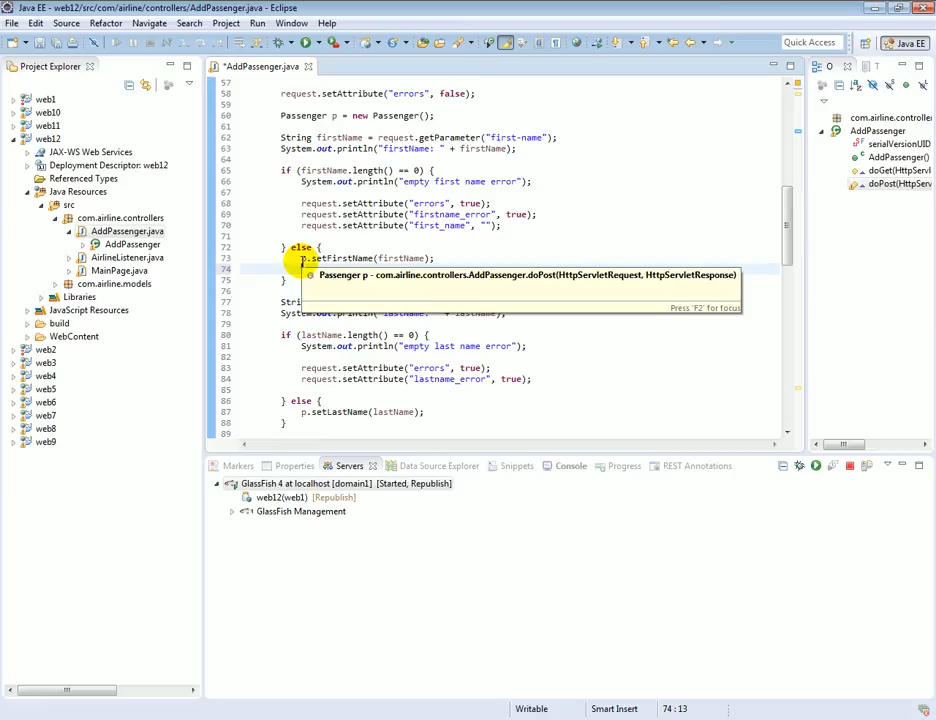 Java EE - web12/src/com/airline/controllers/AddPassenger.java - Eclipse
File Edit Source Refactor Navigate Search Project Run Window Help
Quick Access
Java EE
Project Explorer
web1
web10
web11
web12
JAX-WS Web Services
Deployment Descriptor: web12
Referenced Types
Java Resources
src
com.airline.controllers
AddPassenger.java
AddPassenger
AirlineListener.java
MainPage.java
com.airline.models
Libraries
JavaScript Resources
build
WebContent
web2
web3
web4
web5
web6
web7
web8
web9
*AddPassenger.java
57
58 request.setAttribute("errors", false);
59
60 Passenger p = new Passenger();
61
62 String firstName = request.getParameter("first-name");
63 System.out.println("firstName: " + firstName);
64
65 if (firstName.length() == 0) {
66 System.out.println("empty first name error");
67
68 request.setAttribute("errors", true);
69 request.setAttribute("firstname_error", true);
70 request.setAttribute("first_name", "");
71
72 } else {
73 p.setFirstName(firstName);
74
75 }
76
77 Stri
78 System.out.println("lastName: " + lastName);
79
80 if (lastName.length() == 0) {
81 System.out.println("empty last name error");
82
83 request.setAttribute("errors", true);
84 request.setAttribute("lastname_error", true);
85
86 } else {
87 p.setLastName(lastName);
88 }
89
Passenger p - com.airline.controllers.AddPassenger.doPost(HttpServletRequest, HttpServletResponse)
Press 'F2' for focus
O
T
com.airline.controller
AddPassenger
serialVersionUID
AddPassenger()
doGet(HttpServl
doPost(HttpServ
Markers Properties Servers Data Source Explorer Snippets Console Progress REST Annotations
GlassFish 4 at localhost [domain1] [Started, Republish]
web12(web1) [Republish]
GlassFish Management
Writable Smart Insert 74 : 13